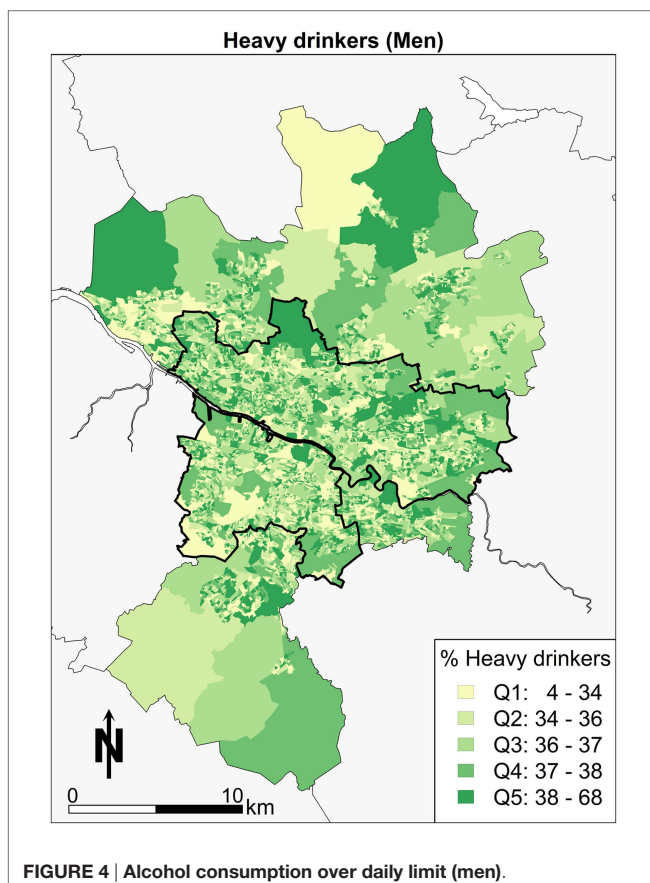 Heavy drinkers (Men)
% Heavy drinkers
Q1: 4 - 34
Q2: 34 - 36
Q3: 36 - 37
Q4: 37 - 38
Q5: 38 - 68
N
0 10
km
FIGURE 4 | Alcohol consumption over daily limit (men).